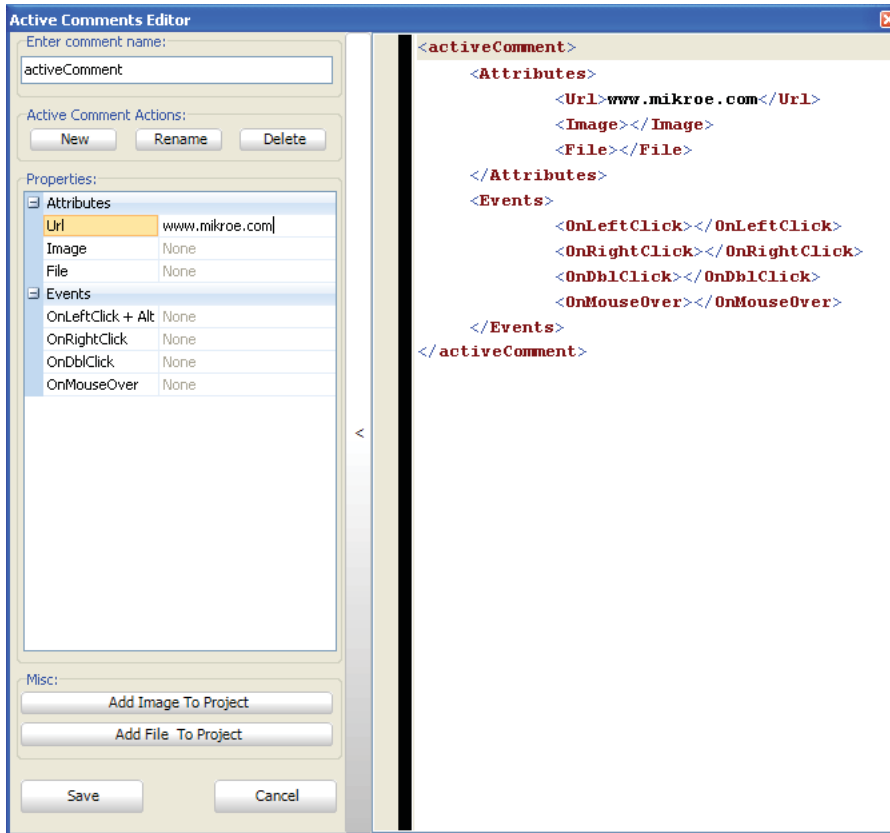 Active Comments Editor
Enter comment name:
activeComment
Active Comment Actions:
New Rename Delete
Properties:
Attributes
Url www.mikroe.com
Image None
File None
Events
OnLeftClick + Alt None
OnRightClick None
OnDblClick None
OnMouseOver None
Misc:
Add Image To Project
Add File To Project
Save Cancel
<
<activeComment>
<Attributes>
<Url>www.mikroe.com</Url>
<Image></Image>
<File></File>
</Attributes>
<Events>
<OnLeftClick></OnLeftClick>
<OnRightClick></OnRightClick>
<OnDblClick></OnDblClick>
<OnMouseOver></OnMouseOver>
</Events>
</activeComment>